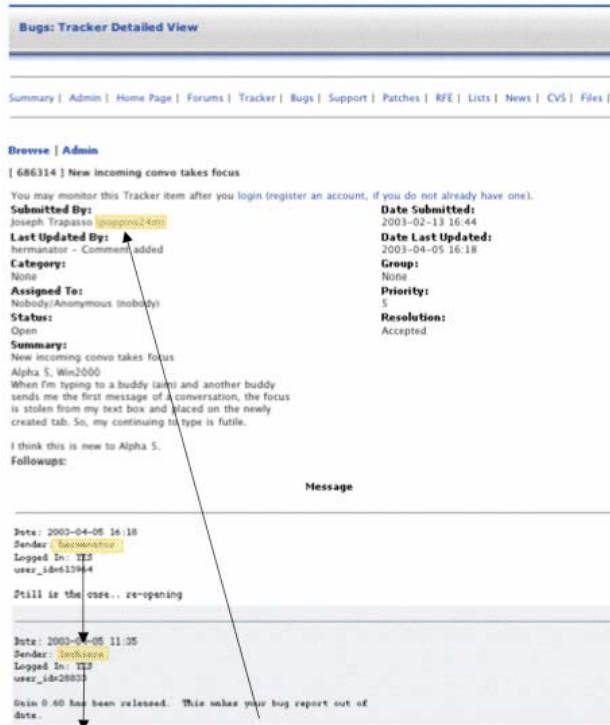 Bugs: Tracker Detailed View
Summary | Admin | Home Page | Forums | Tracker | Bugs | Support | Patches | RFE | Lists | News | CVS | Files |
Browse | Admin
[ 686314 ] New incoming convo takes focus
You may monitor this Tracker item after you login (register an account, if you do not already have one).
Submitted By: Date Submitted:
Joseph Trapasso (poppins24m) 2003-02-13 16:44
Last Updated By: Date Last Updated:
hermanator - Comment added 2003-04-05 16:18
Category: Group:
None None
Assigned To: Priority:
Nobody/Anonymous (nobody) 5
Status: Resolution:
Open Accepted
Summary:
New incoming convo takes focus
Alpha 5, Win2000
When I'm typing to a buddy (aim) and another buddy
sends me the first message of a conversation, the focus
is stolen from my text box and placed on the newly
created tab. So, my continuing to type is futile.
I think this is new to Alpha 5.
Followups:
Message
Date: 2003-04-05 16:18
Sender: hermanator
Logged In: YES
user_id=613964
Still is the case.. re-opening
Date: 2003-04-05 11:35
Sender: lschiere
Logged In: YES
user_id=28833
Gaim 0.60 has been released. This makes your bug report out of
date.